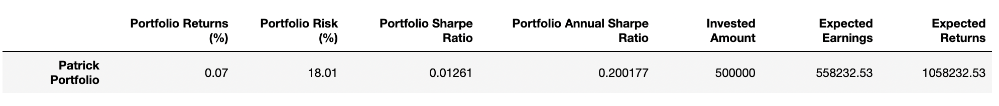 Portfolio Returns (%) Portfolio Risk (%) Portfolio Sharpe Ratio Portfolio Annual Sharpe Ratio Invested Amount Expected Earnings Expected Returns
Patrick Portfolio 0.07 18.01 0.01261 0.200177 500000 558232.53 1058232.53